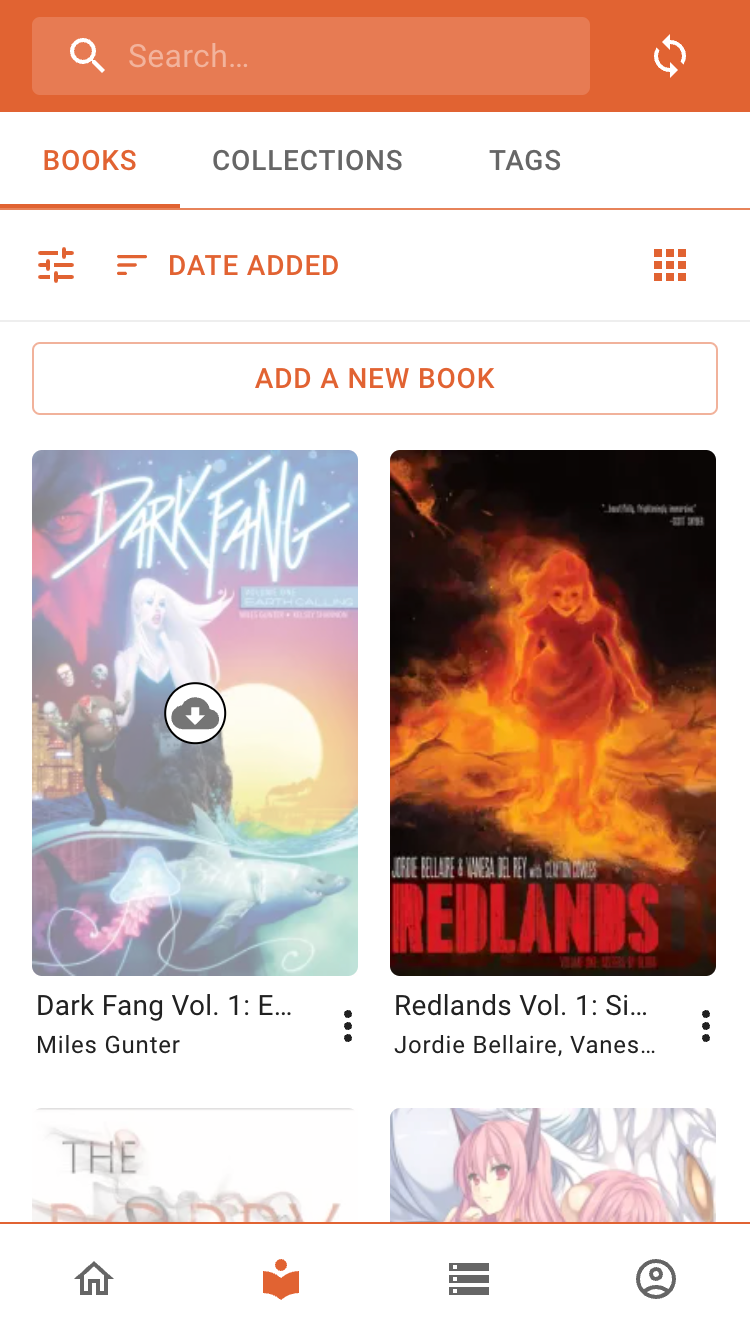 Search...
BOOKS COLLECTIONS TAGS
DATE ADDED
ADD A NEW BOOK
DARK FANG
VOLUME ONE
EARTH CALLING
MILES GUNTER • KELSEY SHANNON
"...beautifully, frighteningly immersive."
-SCOTT SNYDER
JORDIE BELLAIRE & VANESA DEL REY with CLAYTON COWLES
REDLANDS
VOLUME ONE: SISTERS BY BLOOD
Dark Fang Vol. 1: E...
Miles Gunter
Redlands Vol. 1: Si...
Jordie Bellaire, Vanes...
THE